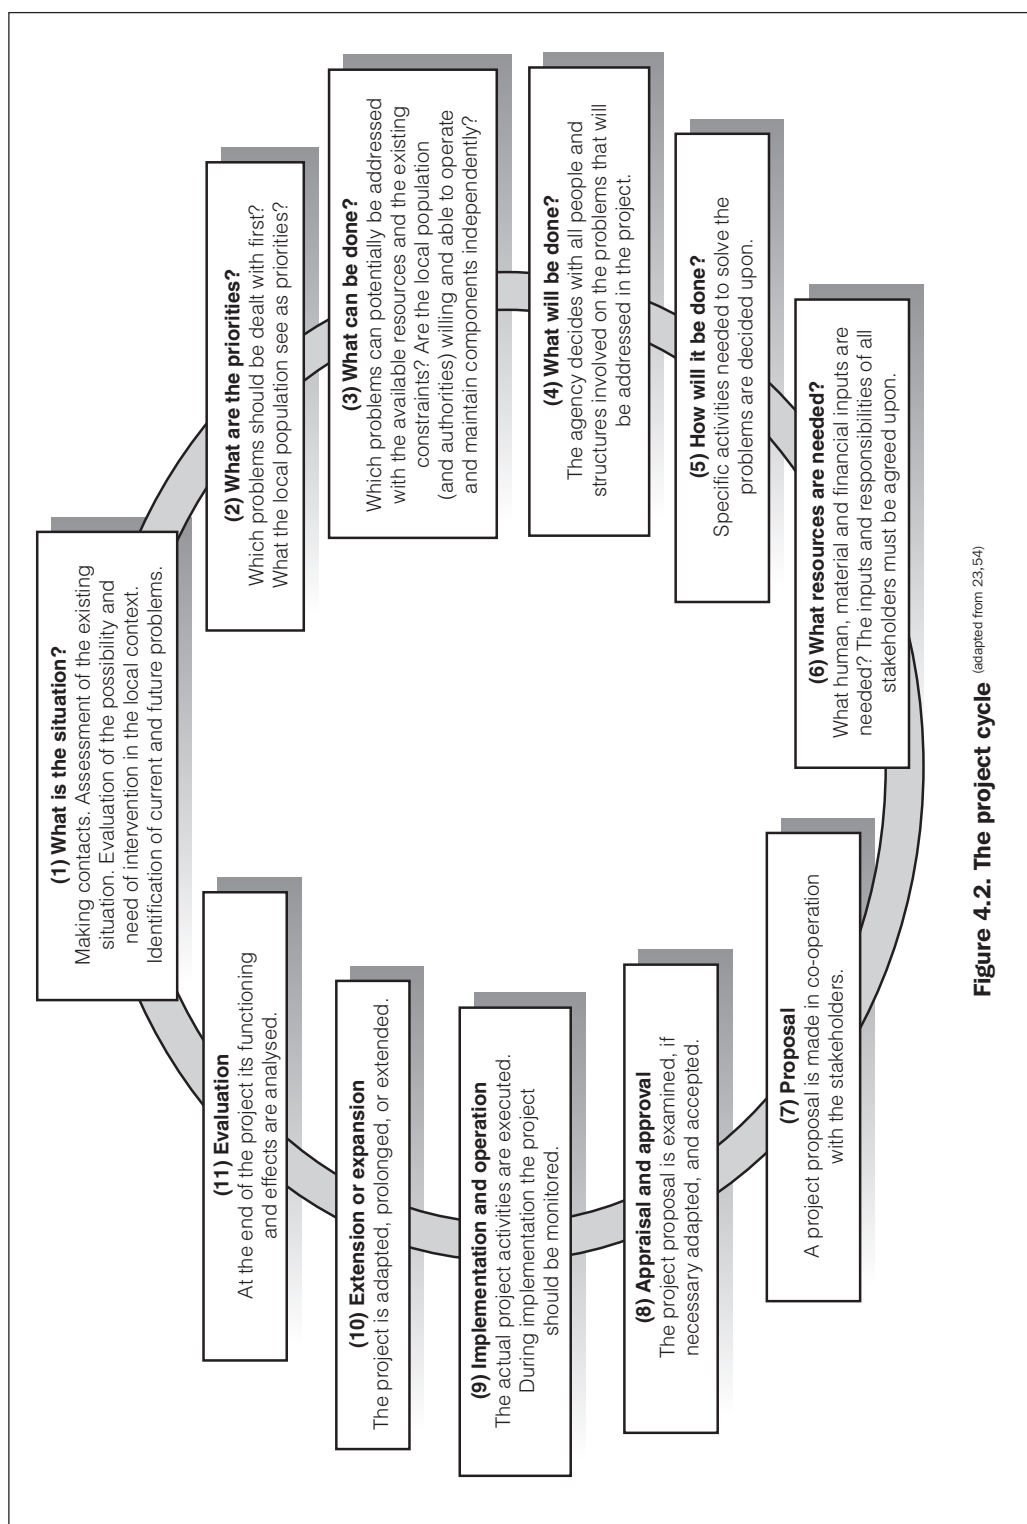 (1) What is the situation?
Making contacts. Assessment of the existing
situation. Evaluation of the possibility and
need of intervention in the local context.
Identification of current and future problems.
(2) What are the priorities?
Which problems should be dealt with first?
What the local population see as priorities?
(3) What can be done?
Which problems can potentially be addressed
with the available resources and the existing
constraints? Are the local population
(and authorities) willing and able to operate
and maintain components independently?
(4) What will be done?
The agency decides with all people and
structures involved on the problems that will
be addressed in the project.
(5) How will it be done?
Specific activities needed to solve the
problems are decided upon.
(6) What resources are needed?
What human, material and financial inputs are
needed? The inputs and responsibilities of all
stakeholders must be agreed upon.
(7) Proposal
A project proposal is made in co-operation
with the stakeholders.
(8) Appraisal and approval
The project proposal is examined, if
necessary adapted, and accepted.
(9) Implementation and operation
The actual project activities are executed.
During implementation the project
should be monitored.
(10) Extension or expansion
The project is adapted, prolonged, or extended.
(11) Evaluation
At the end of the project its functioning
and effects are analysed.
Figure 4.2. The project cycle (adapted from 23,54)